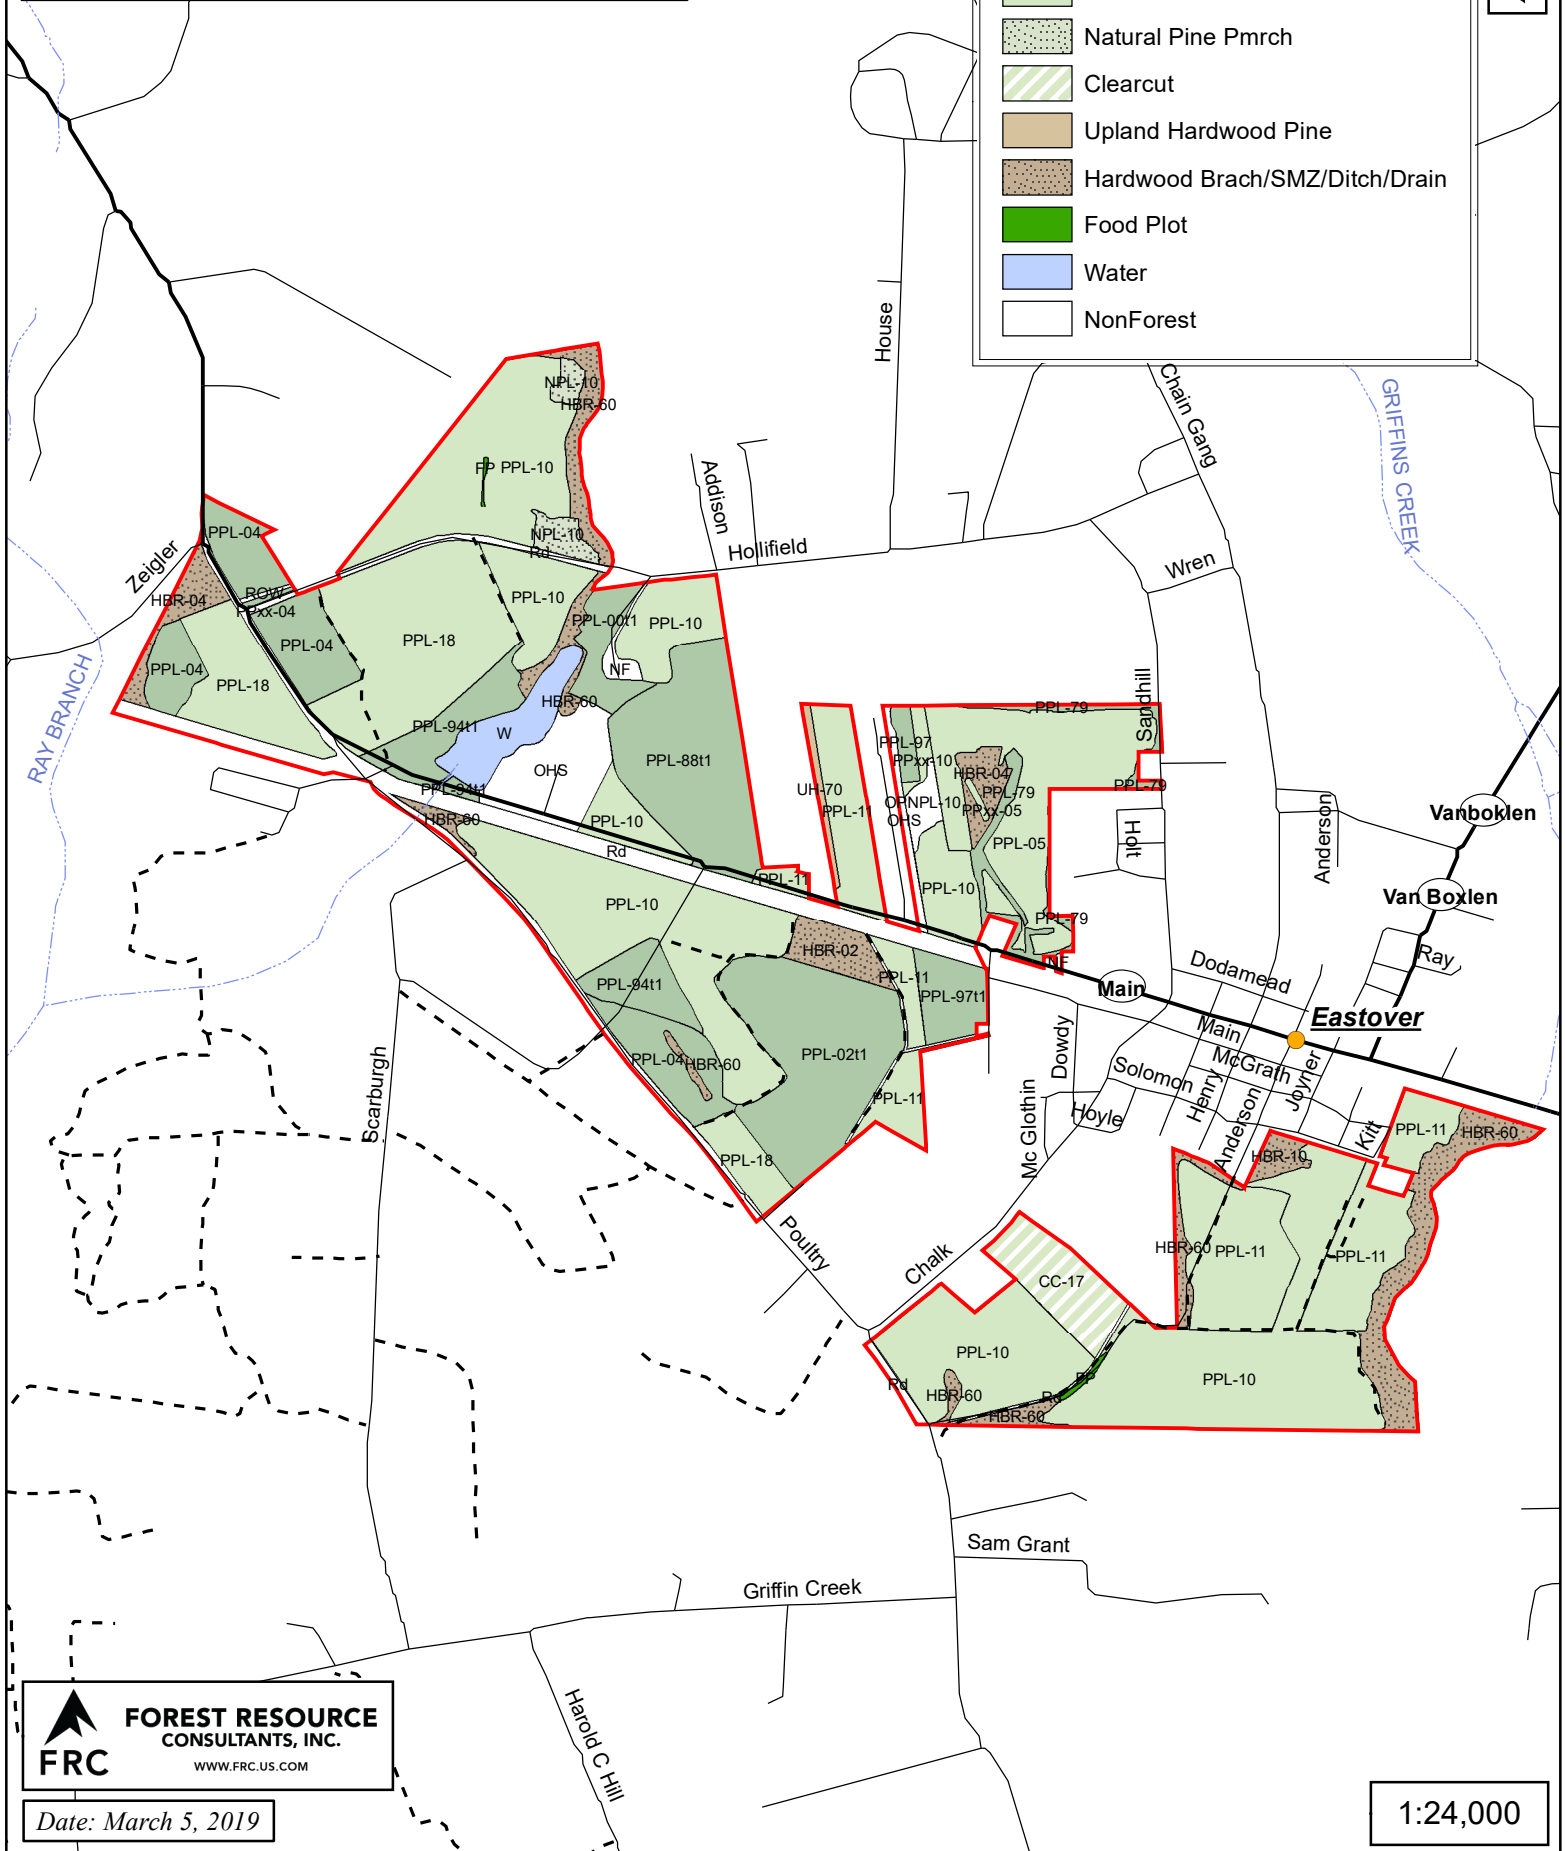 Natural Pine Pmrch
Clearcut
Upland Hardwood Pine
Hardwood Brach/SMZ/Ditch/Drain
Food Plot
Water
NonForest
House
Chain Gang
GRIFFINS CREEK
NPL-10
HBR-60
FP
PPL-10
Addison
NPL-10
Rd
Hollifield
PPL-04
Zeigler
Wren
HBR-04
ROW
PPxx-04
PPL-10
PPL-00t1
PPL-10
PPL-04
PPL-18
PPL-04
PPL-18
NF
HBR-60
RAY BRANCH
Sandhill
PPL-79
PPL-94t1
W
PPL-97
PPxx-10
OHS
PPL-88t1
HBR-04
PPL-79
PPL-94t1
UH-70
PPL-79
OPNPL-10
OHS
PPL-11
PPxx-05
HBR-60
PPL-10
Rd
PPL-05
Holt
Anderson
Vanboklen
PPL-11
PPL-10
Van Boxlen
PPL-10
PPL-79
HBR-02
NF
Ray
Dodamead
PPL-94t1
PPL-11
PPL-97t1
Main
Eastover
Main
McGrath
PPL-04
HBR-60
PPL-02t1
Dowdy
Solomon
Henry
Joyner
Scarburgh
PPL-11
Mc Glothin
Hoyle
Anderson
Kitt
PPL-11
HBR-60
HBR-10
PPL-18
Poultry
Chalk
HBR-60
PPL-11
PPL-11
CC-17
PPL-10
FP
PPL-10
Rd
HBR-60
Rd
HBR-60
Sam Grant
Griffin Creek
Harold C Hill
FRC
FOREST RESOURCE
CONSULTANTS, INC.
WWW.FRC.US.COM
Date: March 5, 2019
1:24,000